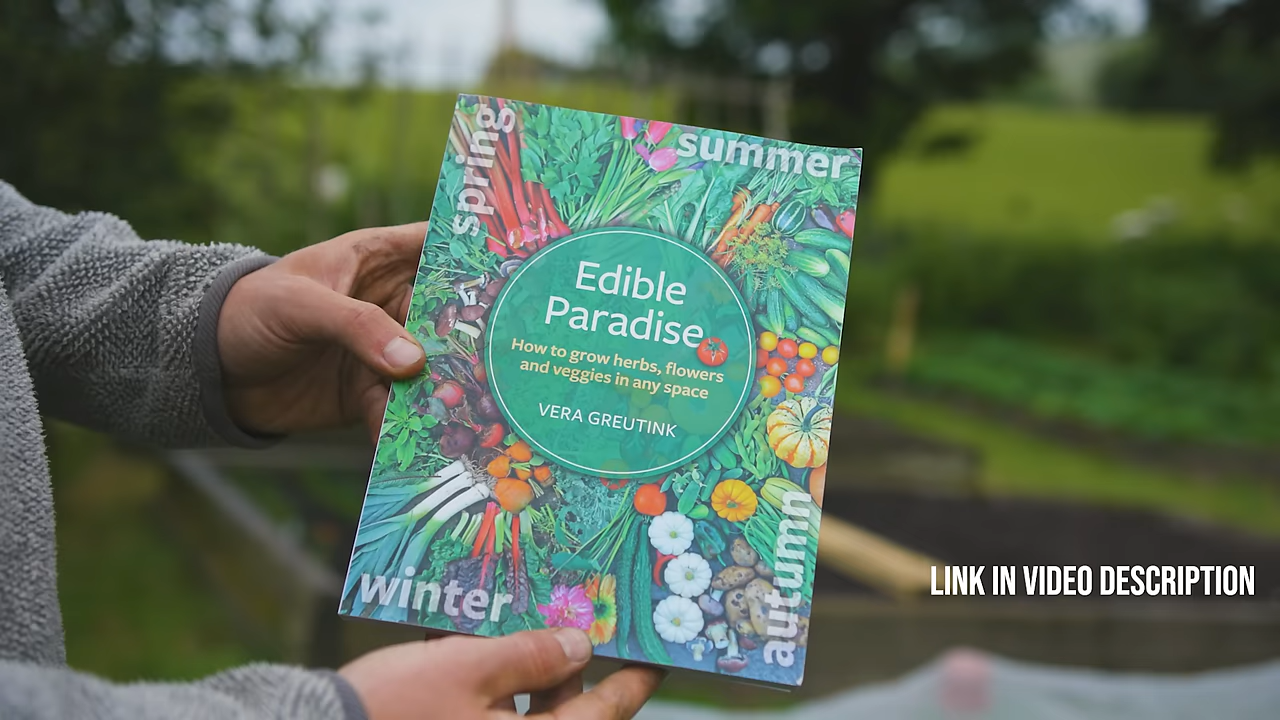 spring
summer
Edible
Paradise
How to grow herbs, flowers
and veggies in any space
VERA GREUTINK
winter
autumn
LINK IN VIDEO DESCRIPTION